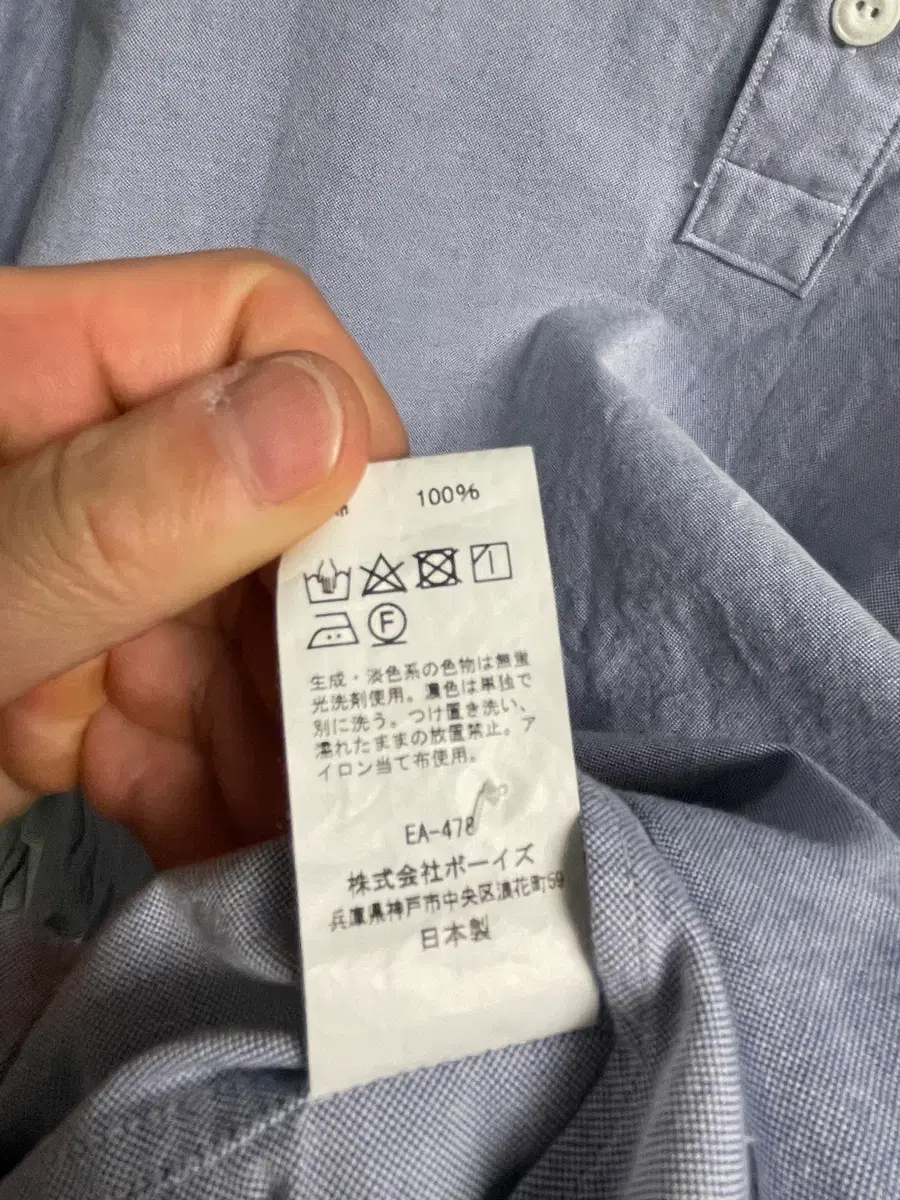 100%
F
生成・淡色系の色物は無蛍
光洗剤使用。濃色は単独で
別に洗う。つけ置き洗い、
濡れたままの放置禁止。ア
イロン当て布使用。
EA-478
株式会社ボーイズ
兵庫県神戸市中央区浪花町59
日本製